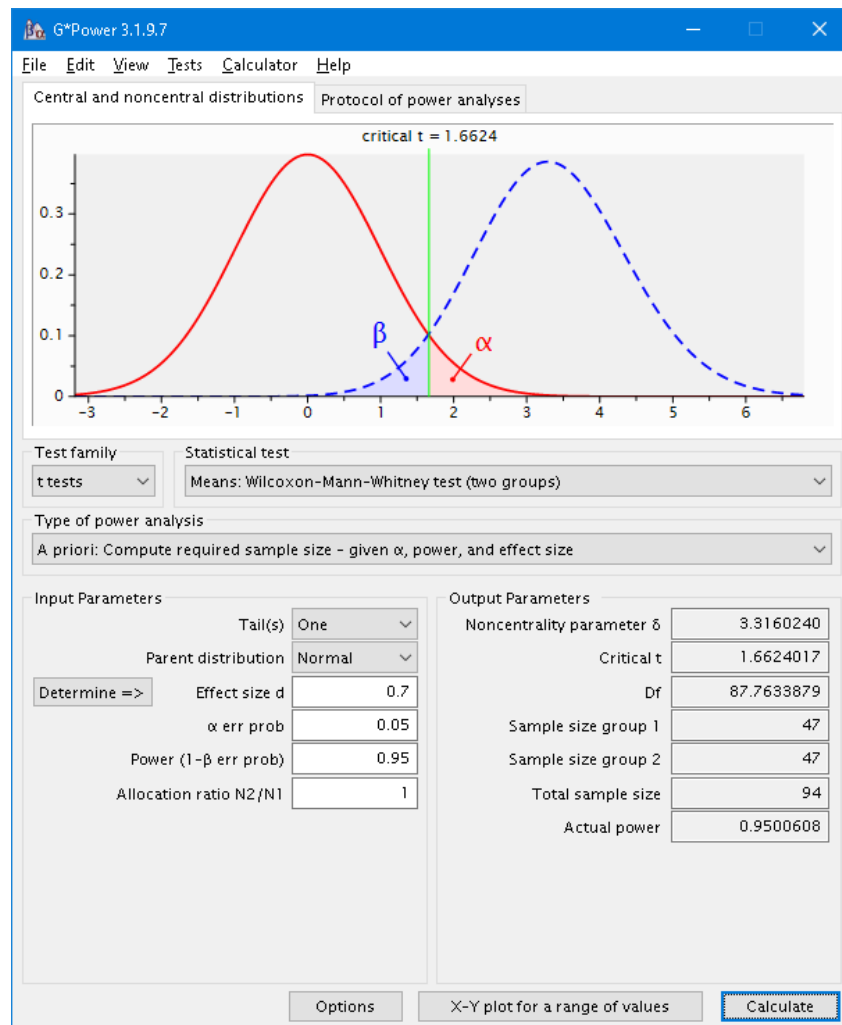 G*Power 3.1.9.7
File Edit View Tests Calculator Help
Central and noncentral distributions Protocol of power analyses
critical t = 1.6624
0.3
0.2
0.1
0
β
α
-3 -2 -1 0 1 2 3 4 5 6
Test family Statistical test
t tests Means: Wilcoxon-Mann-Whitney test (two groups)
Type of power analysis
A priori: Compute required sample size - given α, power, and effect size
Input Parameters Output Parameters
Tail(s) One Noncentrality parameter δ 3.3160240
Parent distribution Normal Critical t 1.6624017
Determine => Effect size d 0.7 Df 87.7633879
α err prob 0.05 Sample size group 1 47
Power (1-β err prob) 0.95 Sample size group 2 47
Allocation ratio N2/N1 1 Total sample size 94
Actual power 0.9500608
Options X-Y plot for a range of values Calculate